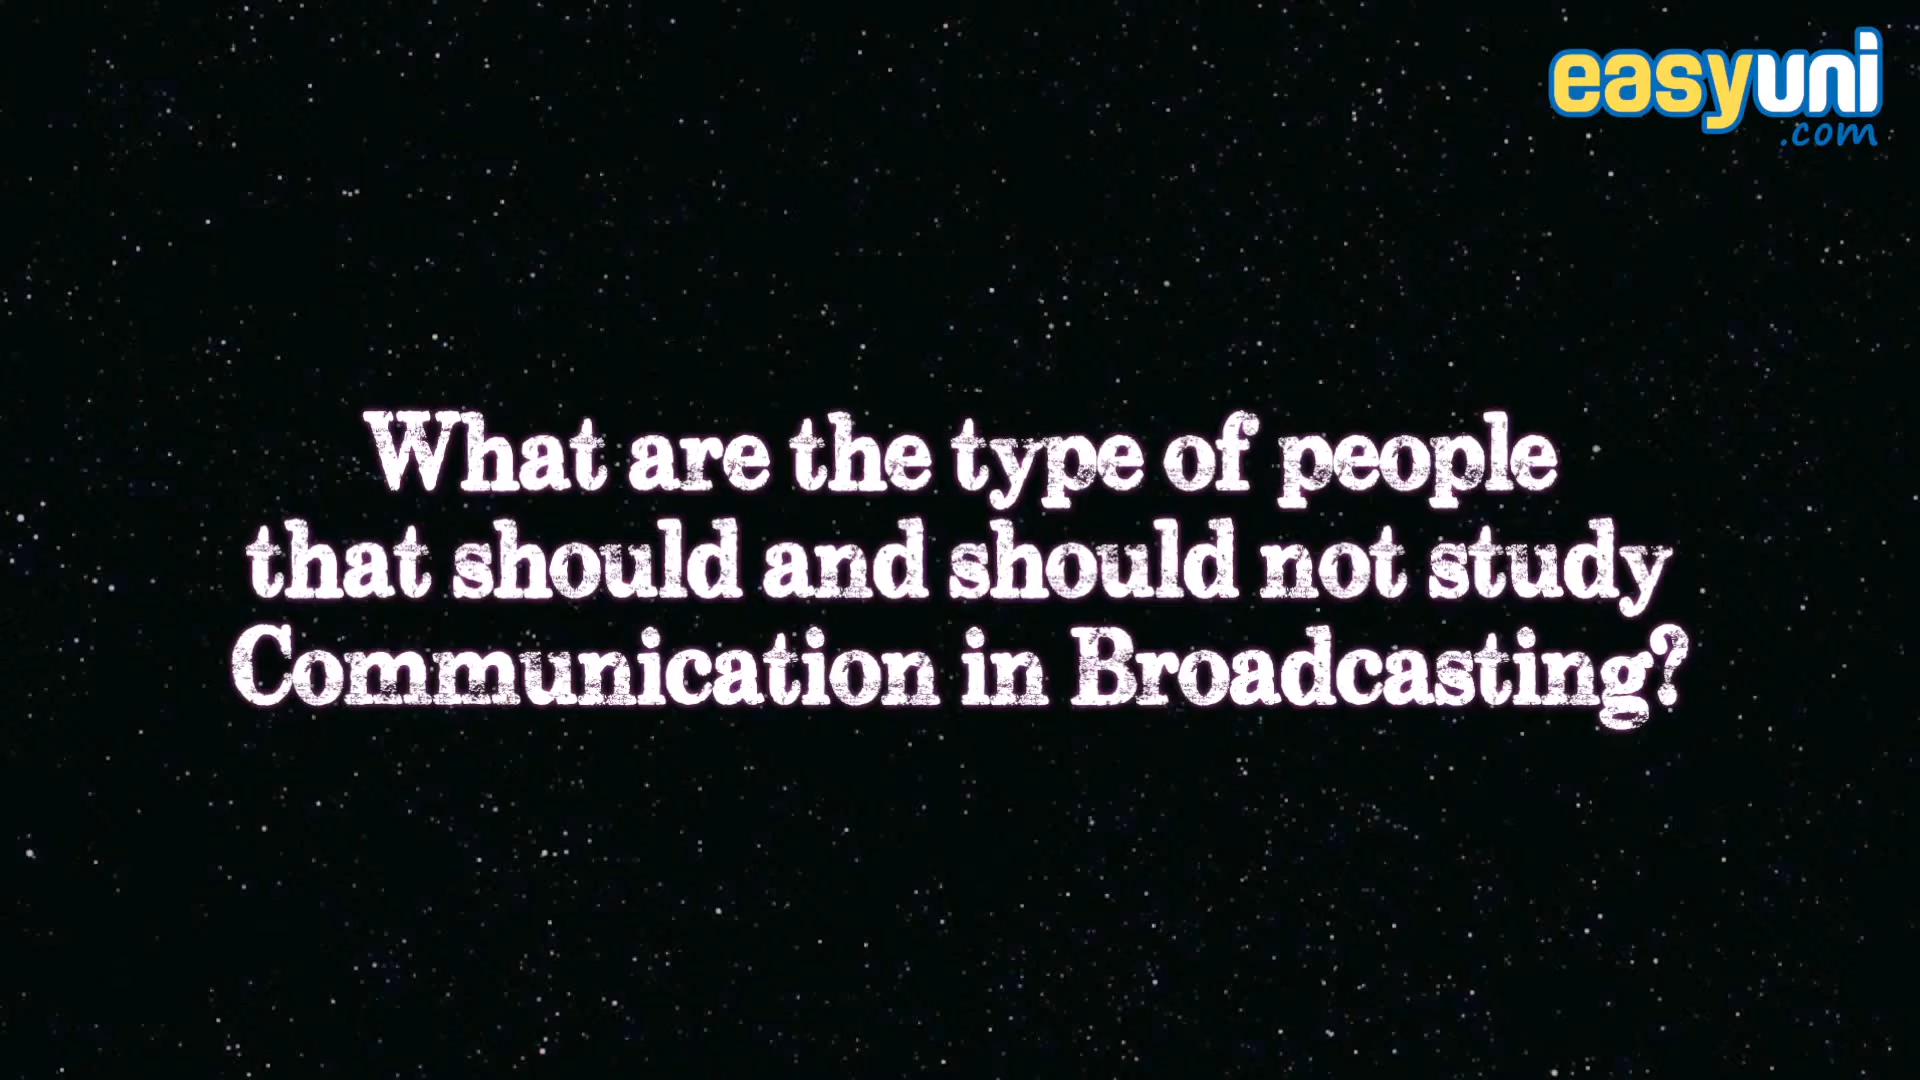 easyuni
.com
What are the type of people
that should and should not study
Communication in Broadcasting?